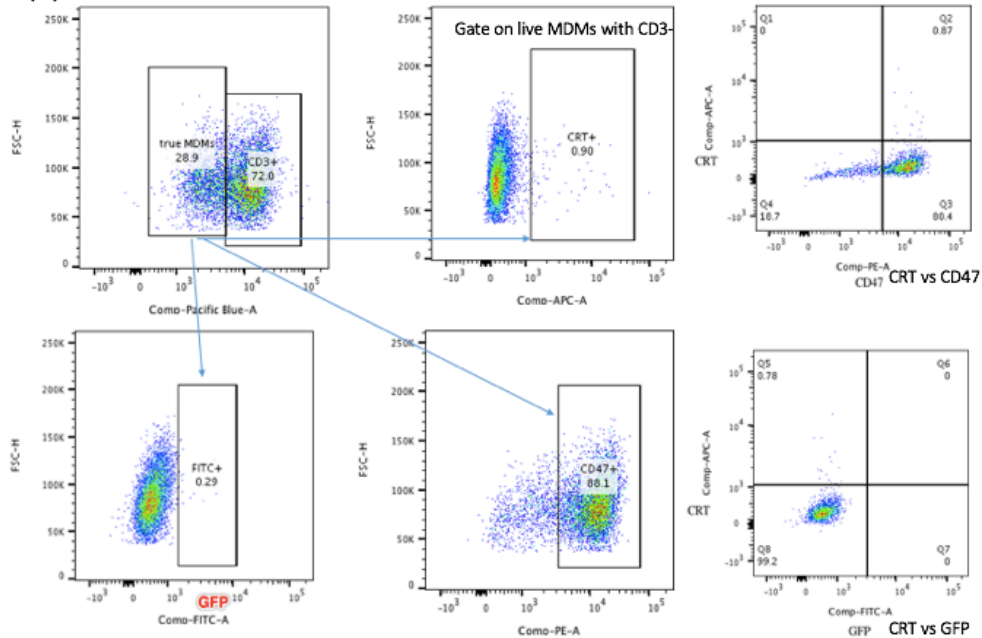 250K
200K
150K
100K
50K
0
FSC-H
true MDMs
28.9
CD3+
72.0
-10³ 10³ 10⁴ 10⁵
Comp-Pacific Blue-A
Gate on live MDMs with CD3-
250K
200K
150K
100K
50K
0
FSC-H
CRT+
0.90
-10³ 0 10³ 10⁴ 10⁵
Comp-APC-A
Q1
0
Q2
0.87
10⁵
10⁴
10³
0
-10³
Comp-APC-A
CRT
Q4
18.7
Q3
80.4
-10³ 0 10³ 10⁴ 10⁵
Comp-PE-A
CD47 CRT vs CD47
250K
200K
150K
100K
50K
0
FSC-H
FITC+
0.29
-10³ 0 10³ 10⁴ 10⁵
GFP
Comp-FITC-A
250K
200K
150K
100K
50K
0
FSC-H
CD47+
88.1
-10³ 0 10³ 10⁴ 10⁵
Comp-PE-A
Q5
0.78
Q6
0
10⁵
10⁴
10³
0
-10³
Comp-APC-A
CRT
Q8
99.2
Q7
0
-10³ 0 10³ 10⁴ 10⁵
Comp-FITC-A
GFP CRT vs GFP